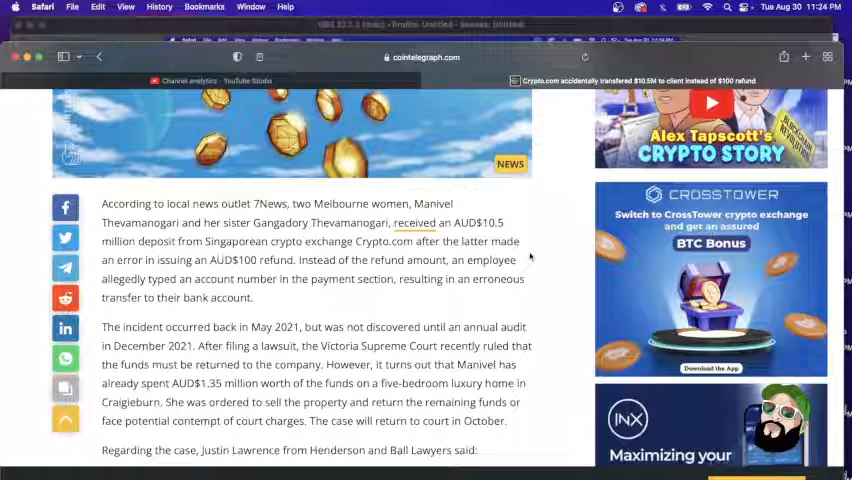 Safari File Edit View History Bookmarks Window Help Tue Aug 30 11:24 PM
cointelegraph.com
Channel analytics - YouTube Studio
Crypto.com accidentally transfered $10.5M to client instead of $100 refund
NEWS
According to local news outlet 7News, two Melbourne women, Manivel
Thevamanogari and her sister Gangadory Thevamanogari, received an AUD$10.5
million deposit from Singaporean crypto exchange Crypto.com after the latter made
an error in issuing an AUD$100 refund. Instead of the refund amount, an employee
allegedly typed an account number in the payment section, resulting in an erroneous
transfer to their bank account.
The incident occurred back in May 2021, but was not discovered until an annual audit
in December 2021. After filing a lawsuit, the Victoria Supreme Court recently ruled that
the funds must be returned to the company. However, it turns out that Manivel has
already spent AUD$1.35 million worth of the funds on a five-bedroom luxury home in
Craigieburn. She was ordered to sell the property and return the remaining funds or
face potential contempt of court charges. The case will return to court in October.
Regarding the case, Justin Lawrence from Henderson and Ball Lawyers said:
BLOCKCHAIN
REVOLUTION
ALEX TAPSCOTT'S
CRYPTO STORY
CROSSTOWER
Switch to CrossTower crypto exchange
and get an assured
BTC Bonus
Download the App
INX
Maximizing your